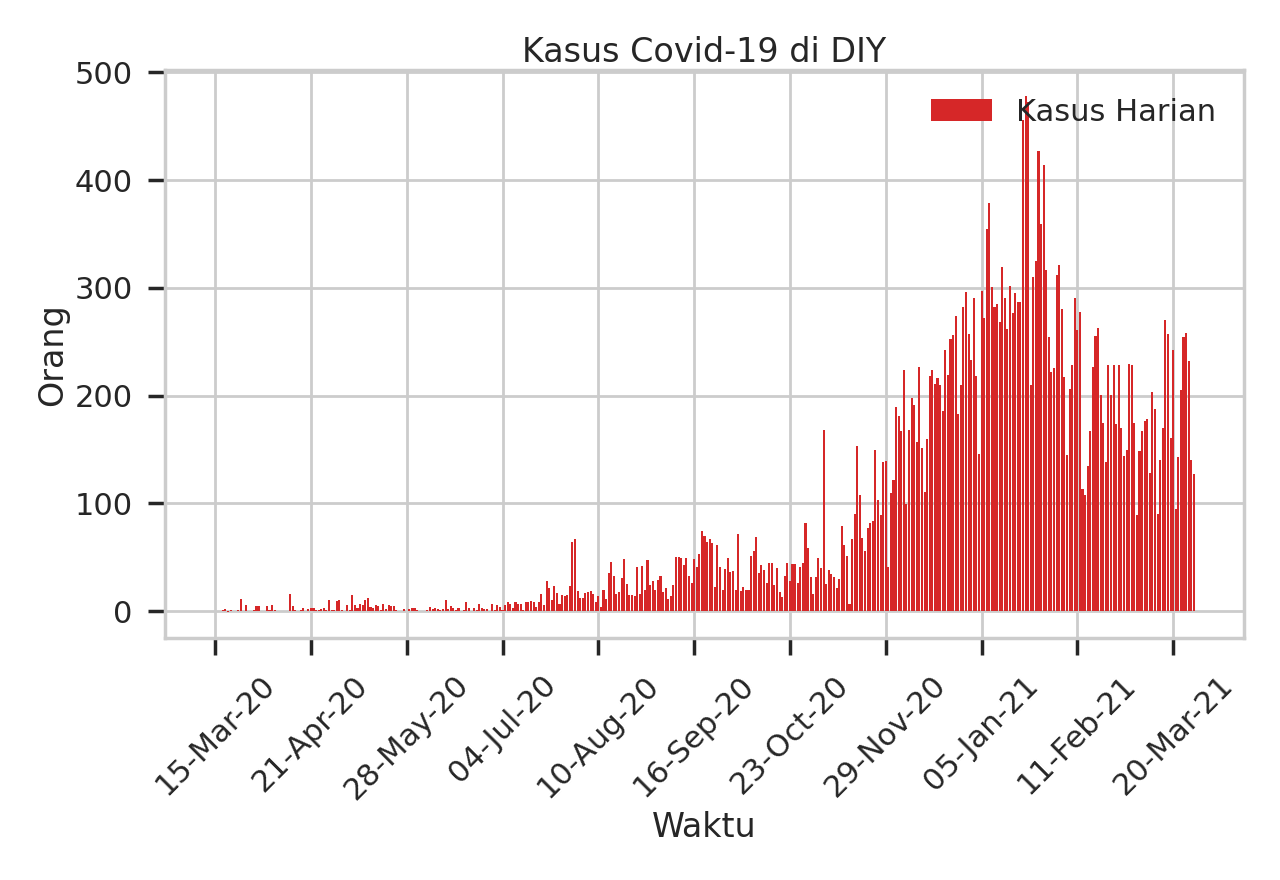 Kasus Covid-19 di DIY
Kasus Harian
Orang
500
400
300
200
100
0
15-Mar-20
21-Apr-20
28-May-20
04-Jul-20
10-Aug-20
16-Sep-20
23-Oct-20
29-Nov-20
05-Jan-21
11-Feb-21
20-Mar-21
Waktu